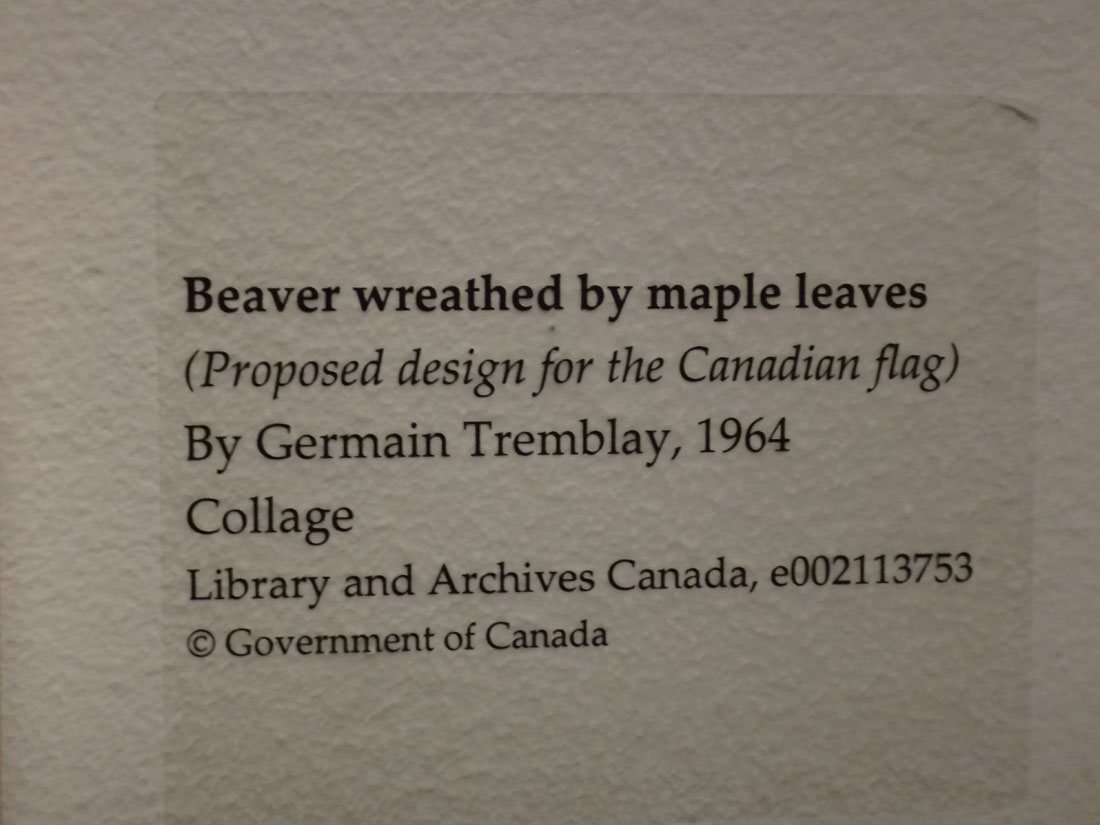 Beaver wreathed by maple leaves
(Proposed design for the Canadian flag)
By Germain Tremblay, 1964
Collage
Library and Archives Canada, e002113753
© Government of Canada